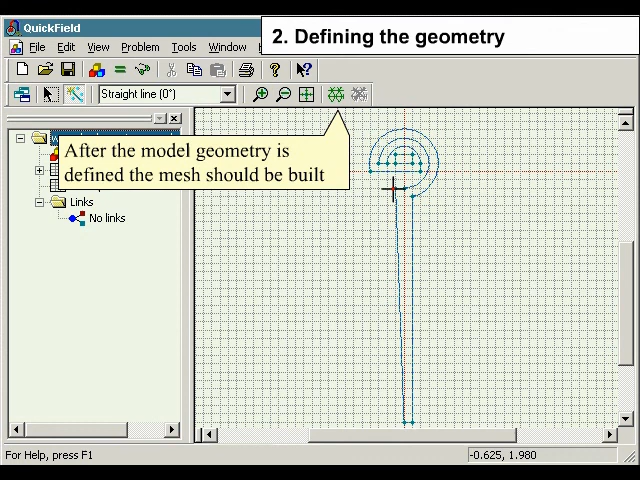 QuickField
2. Defining the geometry
File Edit View Problem Tools Window
Straight line (0°)
After the model geometry is
defined the mesh should be built
Links
No links
For Help, press F1
-0.625, 1.980